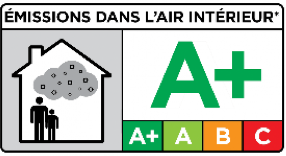 ÉMISSIONS DANS L'AIR INTÉRIEUR*
A+
A+ A B C